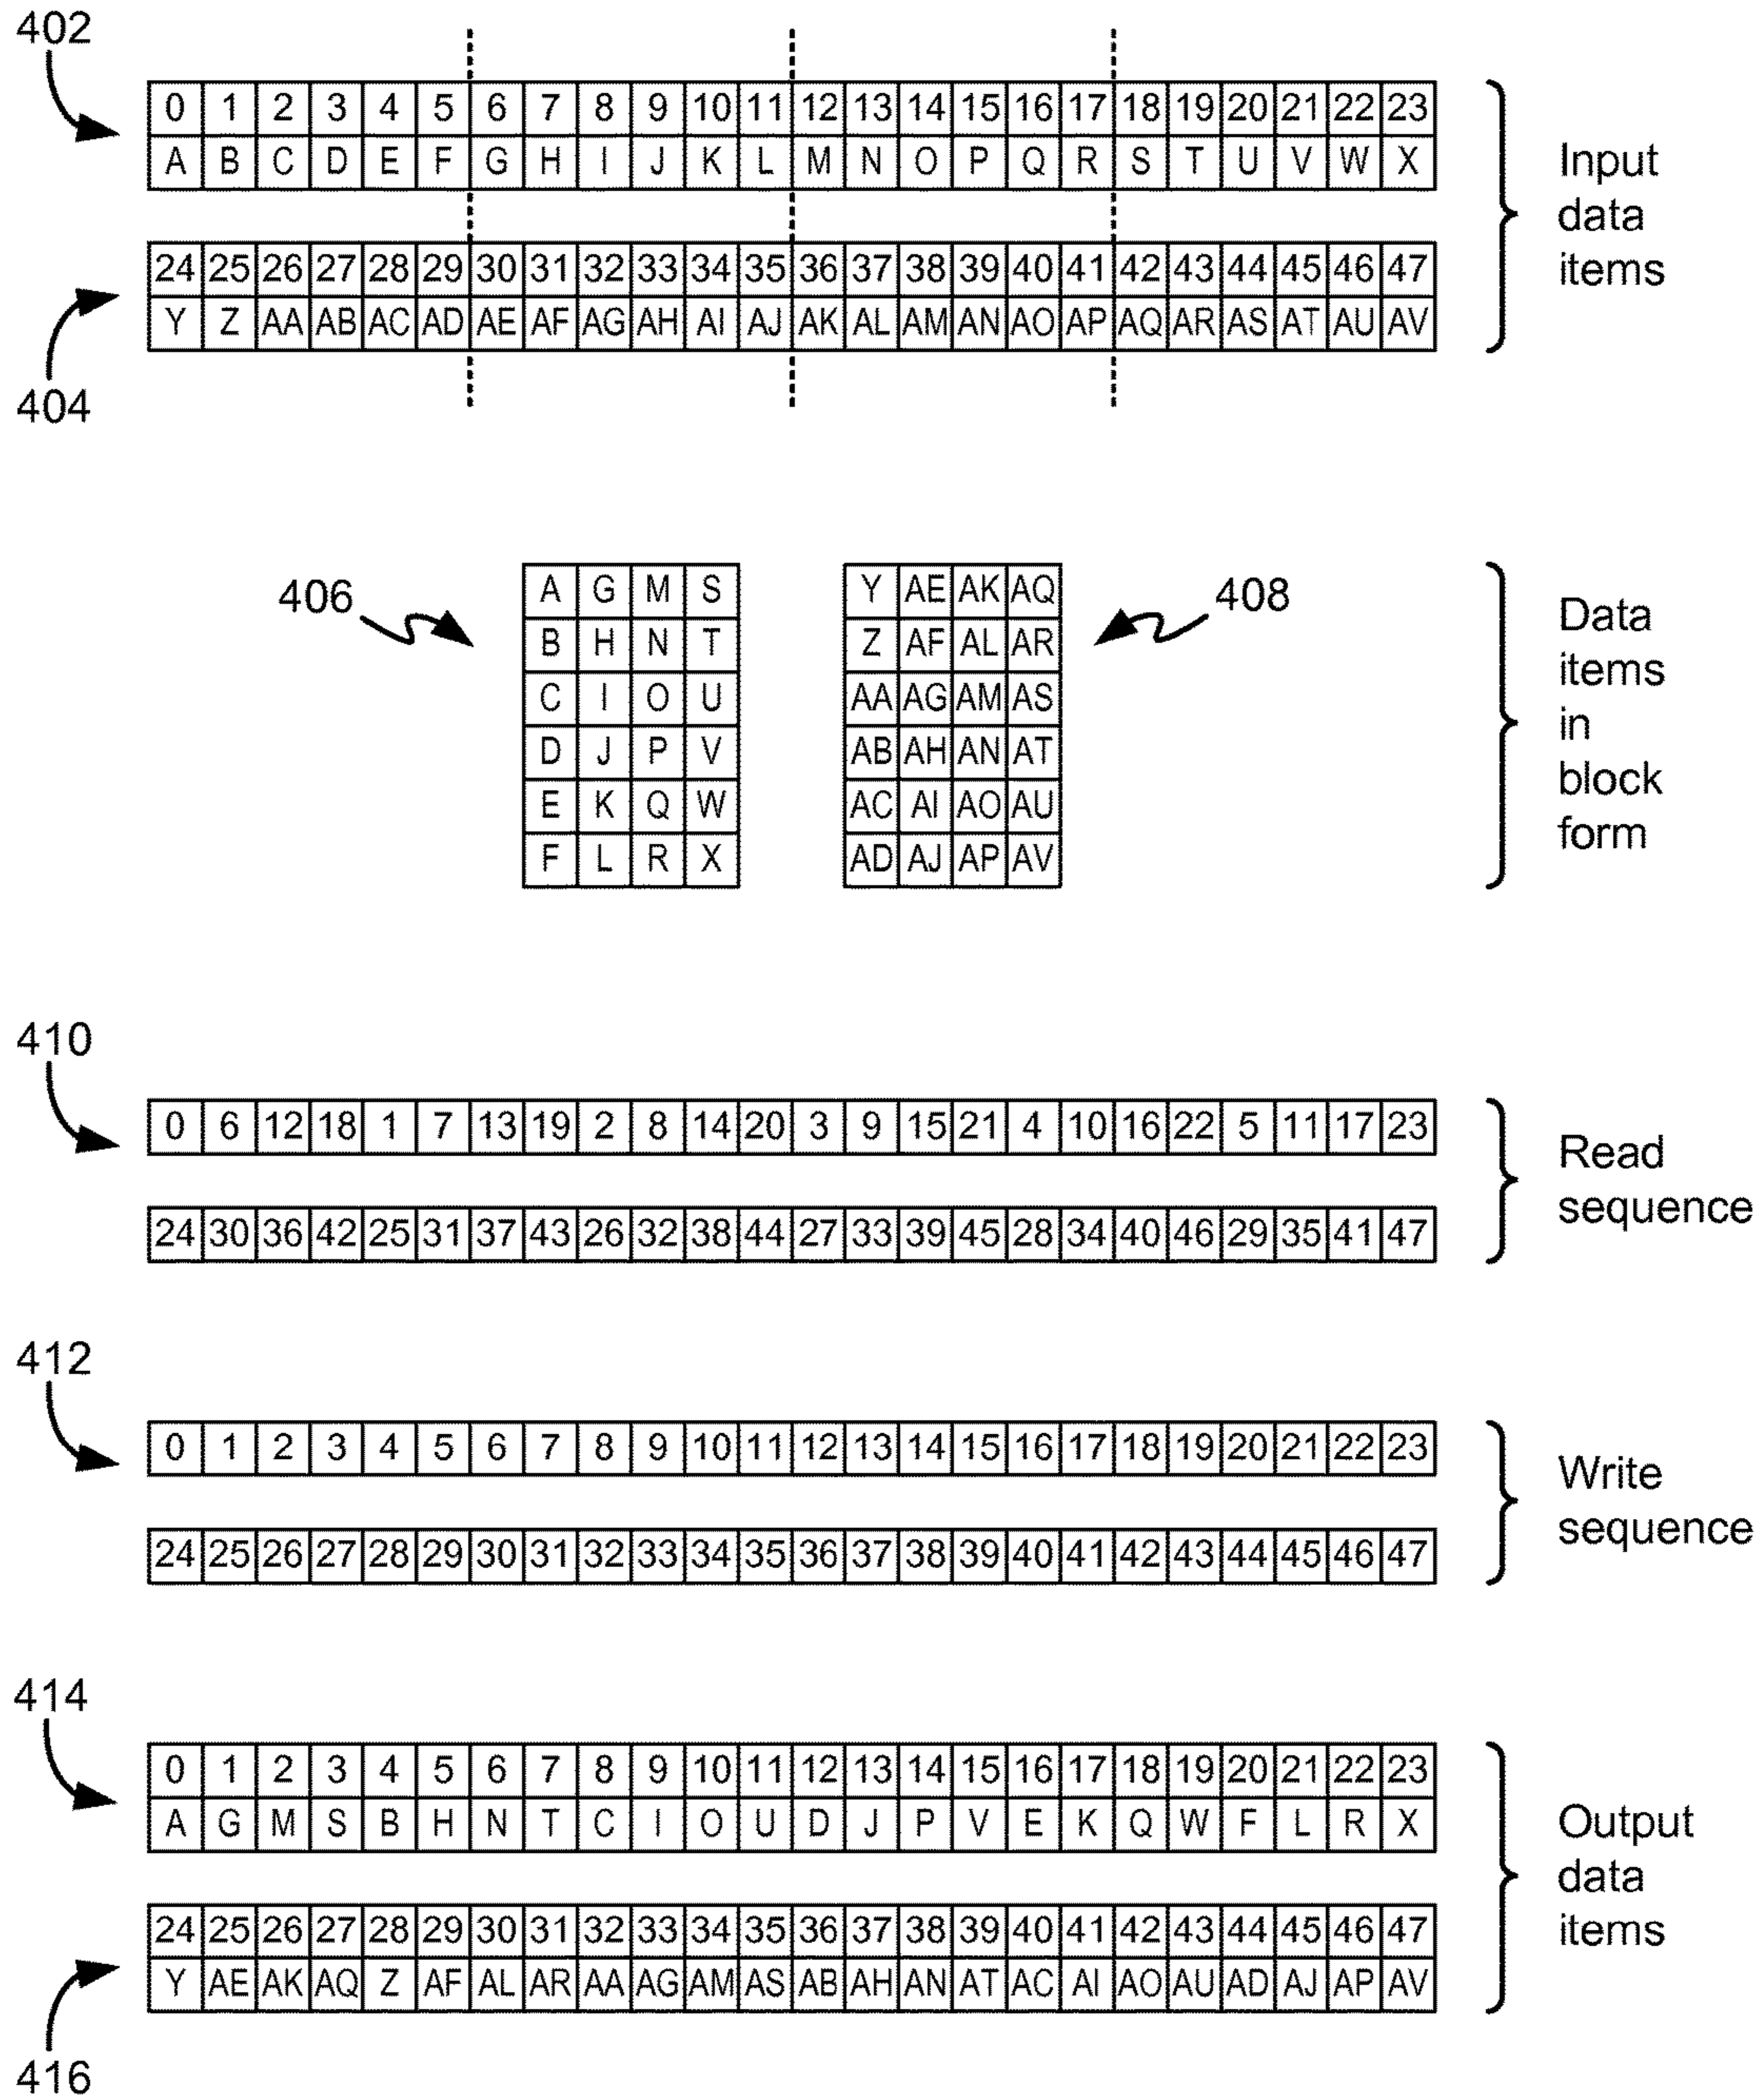 402
0 1 2 3 4 5 6 7 8 9 10 11 12 13 14 15 16 17 18 19 20 21 22 23
A B C D E F G H I J K L M N O P Q R S T U V W X
Input
data
items
24 25 26 27 28 29 30 31 32 33 34 35 36 37 38 39 40 41 42 43 44 45 46 47
Y Z AA AB AC AD AE AF AG AH AI AJ AK AL AM AN AO AP AQ AR AS AT AU AV
404
406
A G M S
B H N T
C I O U
D J P V
E K Q W
F L R X
Y AE AK AQ
Z AF AL AR
AA AG AM AS
AB AH AN AT
AC AI AO AU
AD AJ AP AV
408
Data
items
in
block
form
410
0 6 12 18 1 7 13 19 2 8 14 20 3 9 15 21 4 10 16 22 5 11 17 23
24 30 36 42 25 31 37 43 26 32 38 44 27 33 39 45 28 34 40 46 29 35 41 47
Read
sequence
412
0 1 2 3 4 5 6 7 8 9 10 11 12 13 14 15 16 17 18 19 20 21 22 23
24 25 26 27 28 29 30 31 32 33 34 35 36 37 38 39 40 41 42 43 44 45 46 47
Write
sequence
414
0 1 2 3 4 5 6 7 8 9 10 11 12 13 14 15 16 17 18 19 20 21 22 23
A G M S B H N T C I O U D J P V E K Q W F L R X
24 25 26 27 28 29 30 31 32 33 34 35 36 37 38 39 40 41 42 43 44 45 46 47
Y AE AK AQ Z AF AL AR AA AG AM AS AB AH AN AT AC AI AO AU AD AJ AP AV
Output
data
items
416